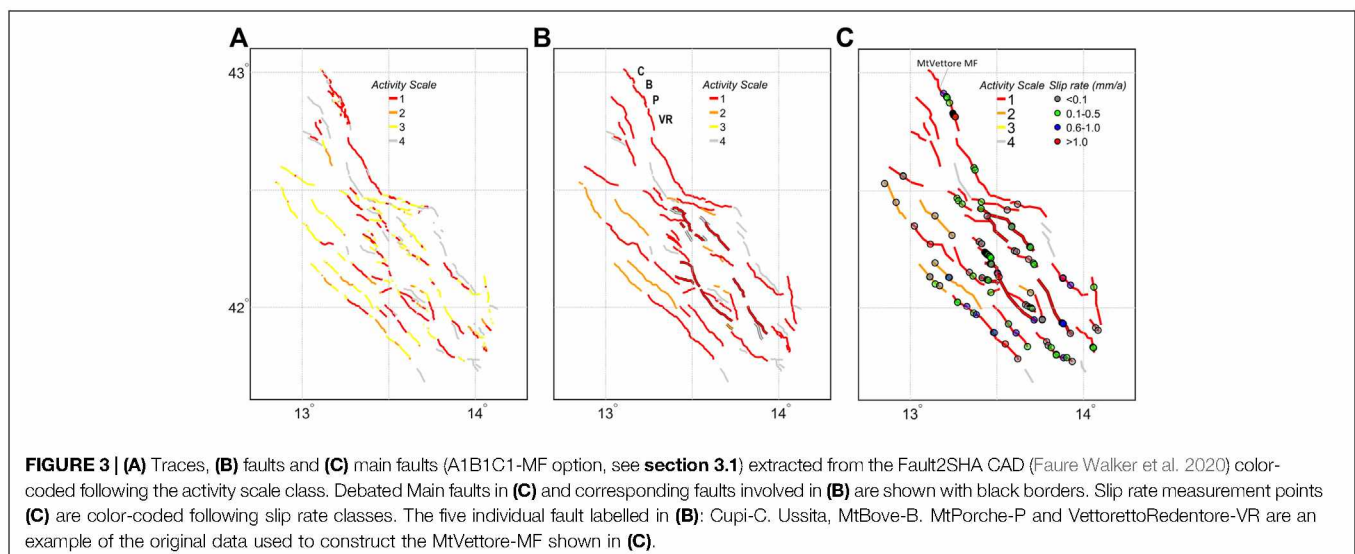 A
B
C
43°
42°
13°
14°
Activity Scale
1
2
3
4
13°
14°
C
B
P
VR
Activity Scale
1
2
3
4
13°
14°
MtVettore MF
Activity Scale
1
2
3
4
Slip rate (mm/a)
<0.1
0.1-0.5
0.6-1.0
>1.0
FIGURE 3 | (A) Traces, (B) faults and (C) main faults (A1B1C1-MF option, see section 3.1) extracted from the Fault2SHA CAD (Faure Walker et al. 2020) color-
coded following the activity scale class. Debated Main faults in (C) and corresponding faults involved in (B) are shown with black borders. Slip rate measurement points
(C) are color-coded following slip rate classes. The five individual fault labelled in (B): Cupi-C. Ussita, MtBove-B. MtPorche-P and VettorettoRedentore-VR are an
example of the original data used to construct the MtVettore-MF shown in (C).